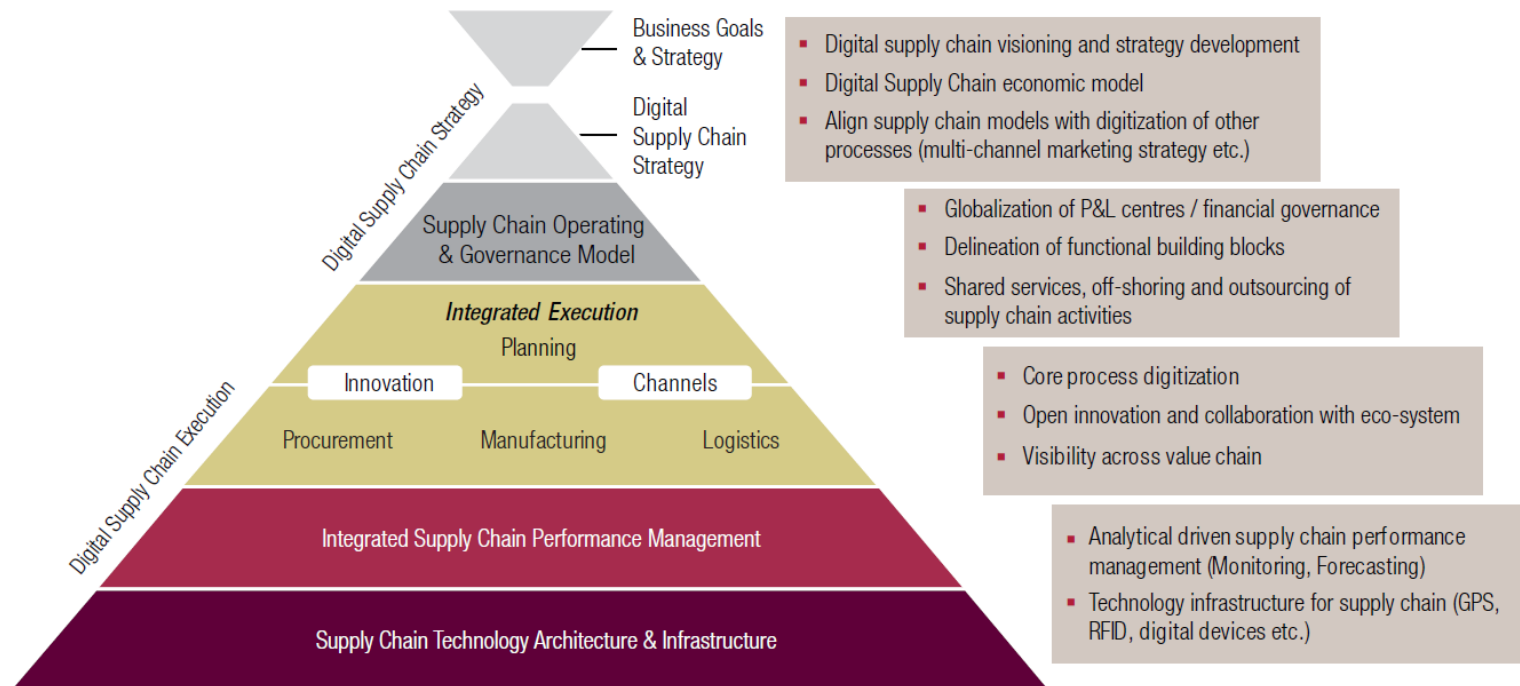 Business Goals
& Strategy
Digital
Supply Chain
Strategy
Digital Supply Chain Strategy
Supply Chain Operating
& Governance Model
Integrated Execution
Planning
Innovation
Channels
Procurement
Manufacturing
Logistics
Digital Supply Chain Execution
Integrated Supply Chain Performance Management
Supply Chain Technology Architecture & Infrastructure
▪ Digital supply chain visioning and strategy development
▪ Digital Supply Chain economic model
▪ Align supply chain models with digitization of other
processes (multi-channel marketing strategy etc.)
▪ Globalization of P&L centres / financial governance
▪ Delineation of functional building blocks
▪ Shared services, off-shoring and outsourcing of
supply chain activities
▪ Core process digitization
▪ Open innovation and collaboration with eco-system
▪ Visibility across value chain
▪ Analytical driven supply chain performance
management (Monitoring, Forecasting)
▪ Technology infrastructure for supply chain (GPS,
RFID, digital devices etc.)